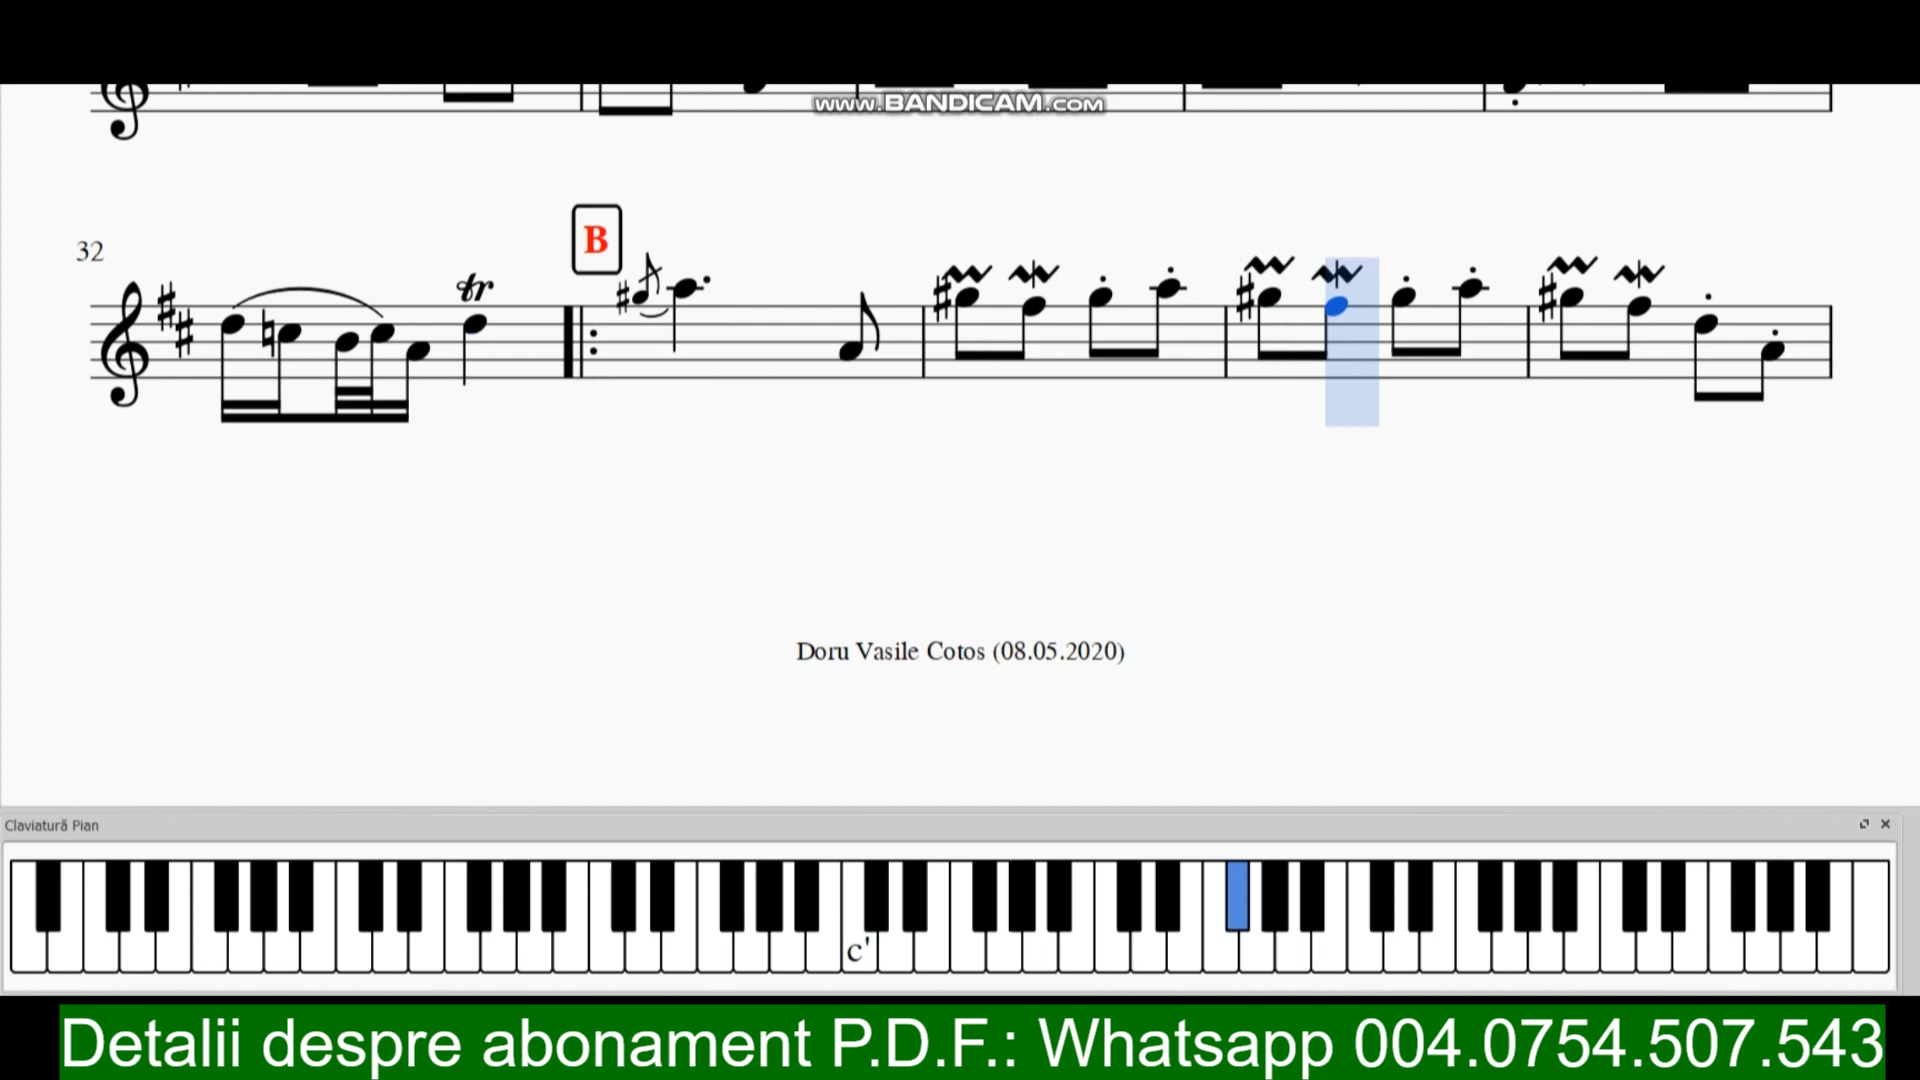 www.BANDICAM.com
32
B
tr
Doru Vasile Cotos (08.05.2020)
Claviatură Pian
c'
Detalii despre abonament P.D.F.: Whatsapp 004.0754.507.543